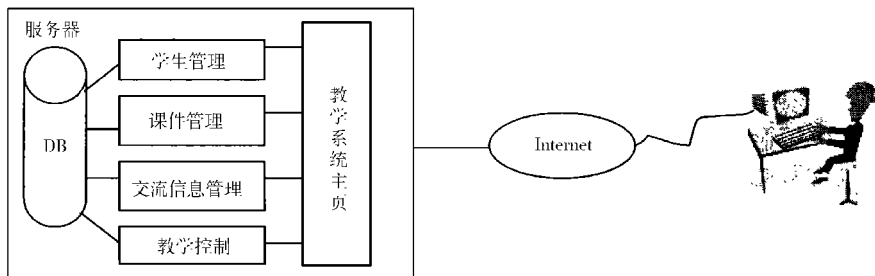 服务器
DB
学生管理
课件管理
交流信息管理
教学控制
教学系统主页
Internet